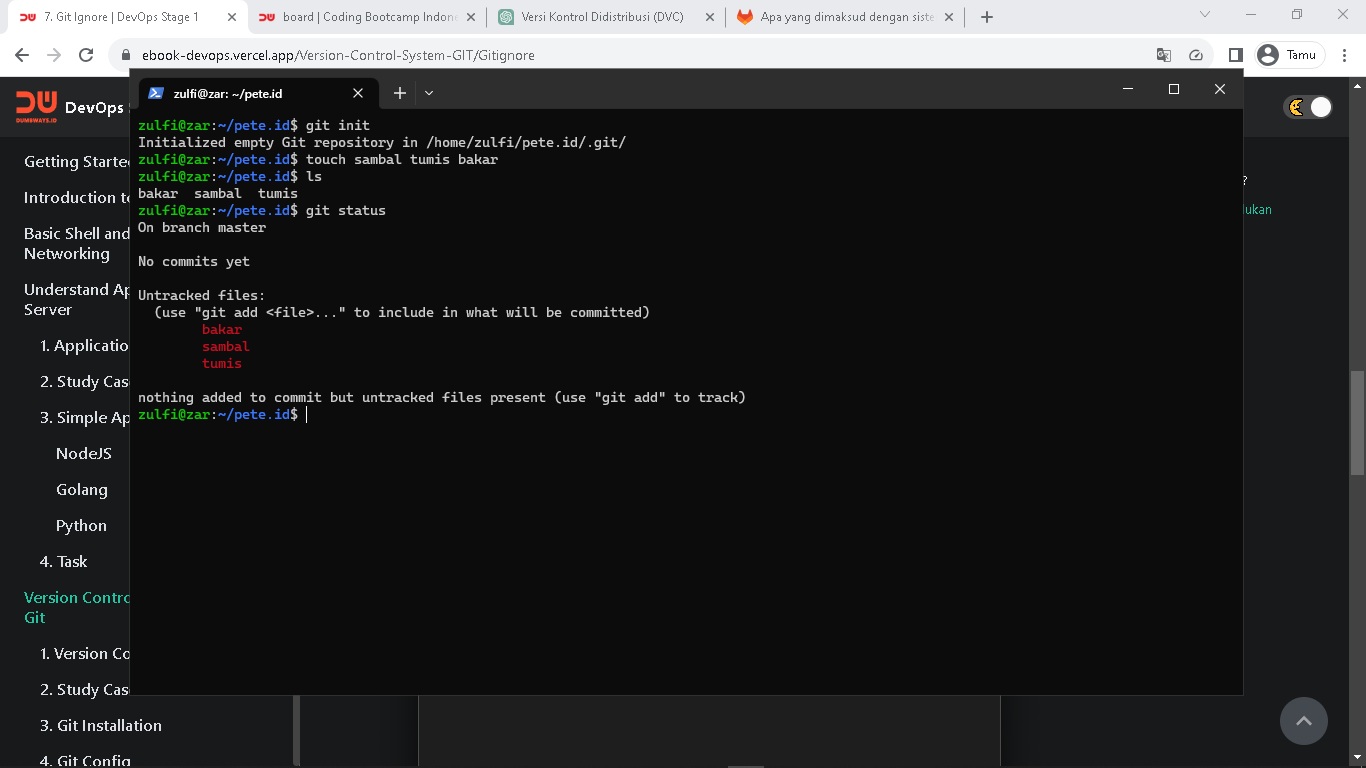 7. Git Ignore | DevOps Stage 1
board | Coding Bootcamp Indone
Versi Kontrol Didistribusi (DVC)
Apa yang dimaksud dengan siste
ebook-devops.vercel.app/Version-Control-System-GIT/Gitignore
Tamu
zulfi@zar: ~/pete.id
DUMBWAYS.ID
DevOps
zulfi@zar:~/pete.id$ git init
Initialized empty Git repository in /home/zulfi/pete.id/.git/
zulfi@zar:~/pete.id$ touch sambal tumis bakar
zulfi@zar:~/pete.id$ ls
bakar  sambal  tumis
zulfi@zar:~/pete.id$ git status
On branch master
No commits yet
Untracked files:
(use "git add <file>..." to include in what will be committed)
bakar
sambal
tumis
nothing added to commit but untracked files present (use "git add" to track)
zulfi@zar:~/pete.id$
Getting Starte
Introduction t
Basic Shell and
Networking
Understand Ap
Server
1. Applicatio
2. Study Cas
3. Simple Ap
NodeJS
Golang
Python
4. Task
Version Contro
Git
1. Version Co
2. Study Cas
3. Git Installation
4. Git Config
?
ukan